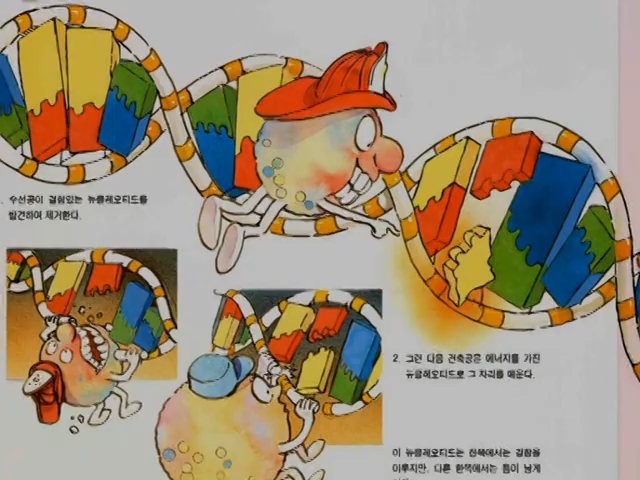 수선공이 결함있는 뉴클레오티드를
발견하여 제거한다.
2. 그런 다음 건축공은 에너지를 가진
뉴클레오티드로 그 자리를 메운다.
이 뉴클레오티드는 한쪽에서는 결합을
이루지만, 다른 한쪽에서는 틈이 남게